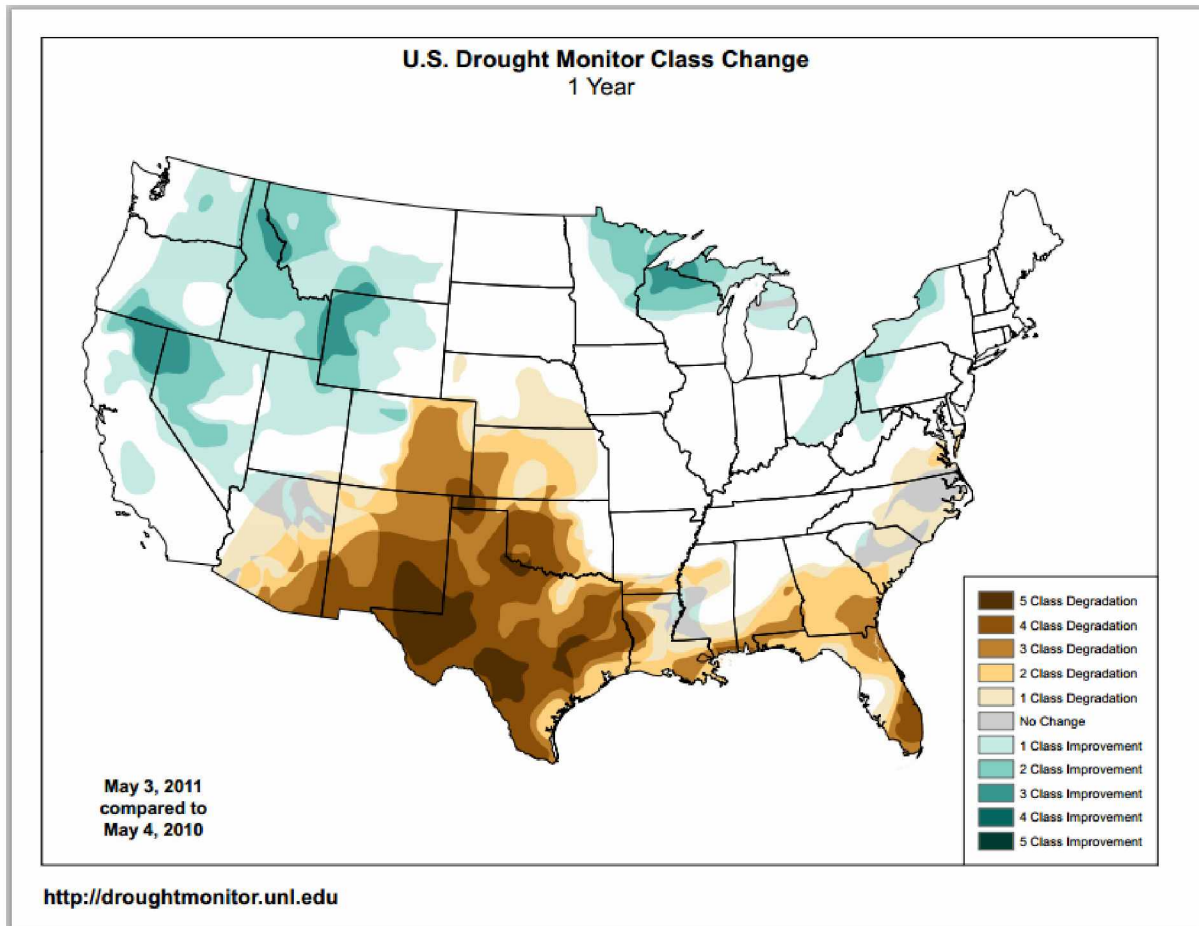 U.S. Drought Monitor Class Change
1 Year
May 3, 2011
compared to
May 4, 2010
5 Class Degradation
4 Class Degradation
3 Class Degradation
2 Class Degradation
1 Class Degradation
No Change
1 Class Improvement
2 Class Improvement
3 Class Improvement
4 Class Improvement
5 Class Improvement
http://droughtmonitor.unl.edu